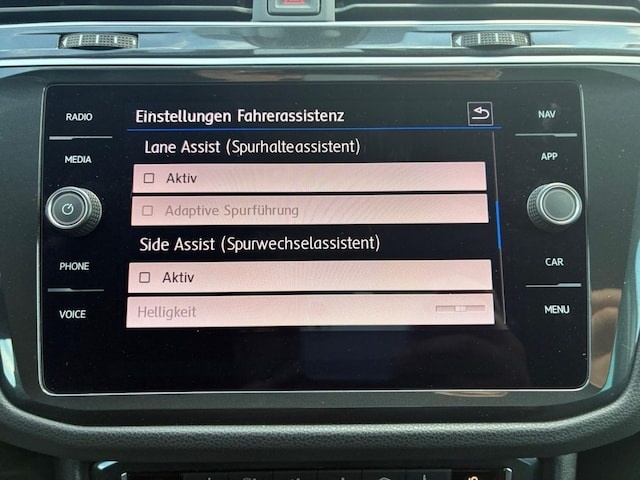 RADIO
MEDIA
PHONE
VOICE
Einstellungen Fahrerassistenz
Lane Assist (Spurhalteassistent)
Aktiv
Adaptive Spurführung
Side Assist (Spurwechselassistent)
Aktiv
Helligkeit
NAV
APP
CAR
MENU